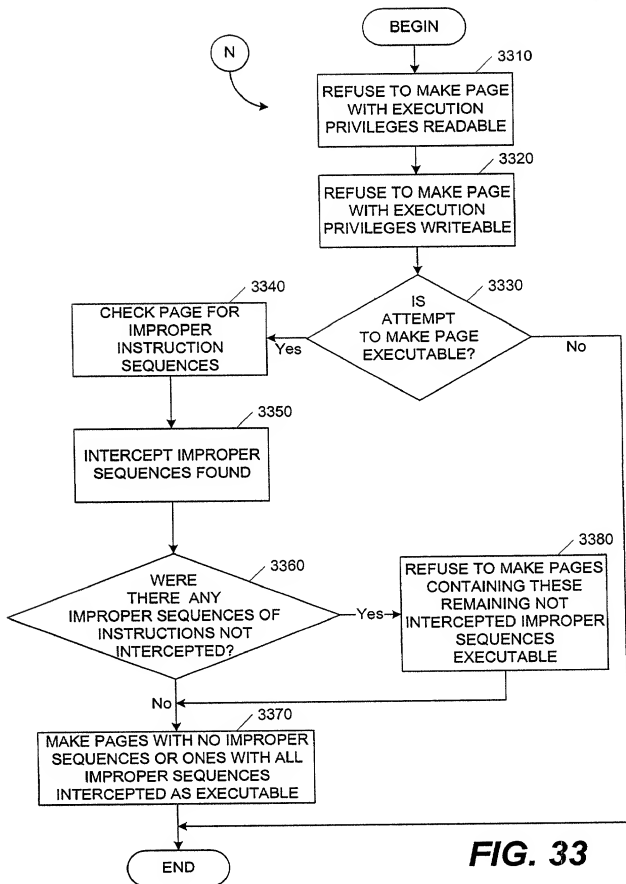 BEGIN
N
3310
REFUSE TO MAKE PAGE
WITH EXECUTION
PRIVILEGES READABLE
3320
REFUSE TO MAKE PAGE
WITH EXECUTION
PRIVILEGES WRITEABLE
3330
IS
ATTEMPT
TO MAKE PAGE
EXECUTABLE?
Yes
No
3340
CHECK PAGE FOR
IMPROPER
INSTRUCTION
SEQUENCES
3350
INTERCEPT IMPROPER
SEQUENCES FOUND
3360
WERE
THERE ANY
IMPROPER SEQUENCES OF
INSTRUCTIONS NOT
INTERCEPTED?
Yes
No
3380
REFUSE TO MAKE PAGES
CONTAINING THESE
REMAINING NOT
INTERCEPTED IMPROPER
SEQUENCES
EXECUTABLE
3370
MAKE PAGES WITH NO IMPROPER
SEQUENCES OR ONES WITH ALL
IMPROPER SEQUENCES
INTERCEPTED AS EXECUTABLE
END
FIG. 33